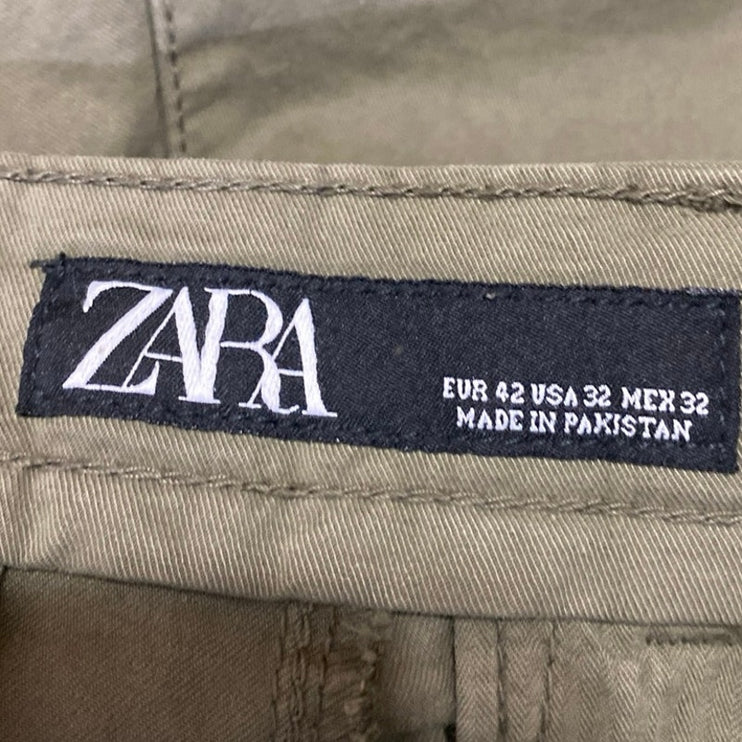 ZARA
EUR 42 USA 32 MEX 32
MADE IN PAKISTAN